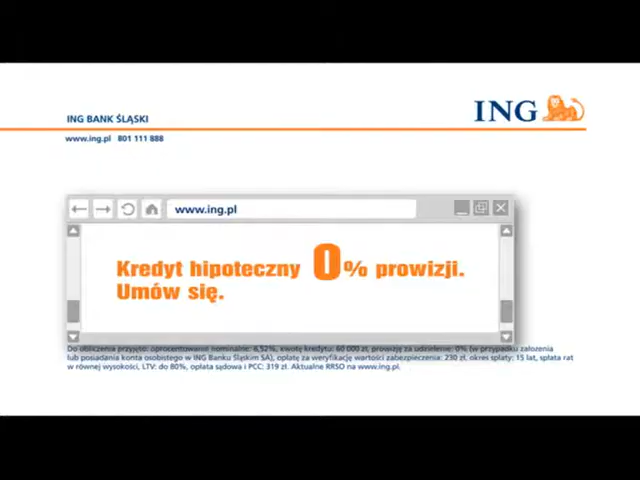 ING BANK ŚLĄSKI
ING
www.ing.pl 801 111 888
www.ing.pl
Kredyt hipoteczny 0% prowizji.
Umów się.
Do obliczenia przyjęto: oprocentowanie nominalne: 6,52%, kwotę kredytu: 60 000 zł, prowizję za udzielenie: 0% (w przypadku założenia
lub posiadania konta osobistego w ING Banku Śląskim SA), opłatę za weryfikację wartości zabezpieczenia: 230 zł, okres spłaty: 15 lat, spłata rat
w równej wysokości, LTV: do 80%, opłata sądowa i PCC: 319 zł. Aktualne RRSO na www.ing.pl.